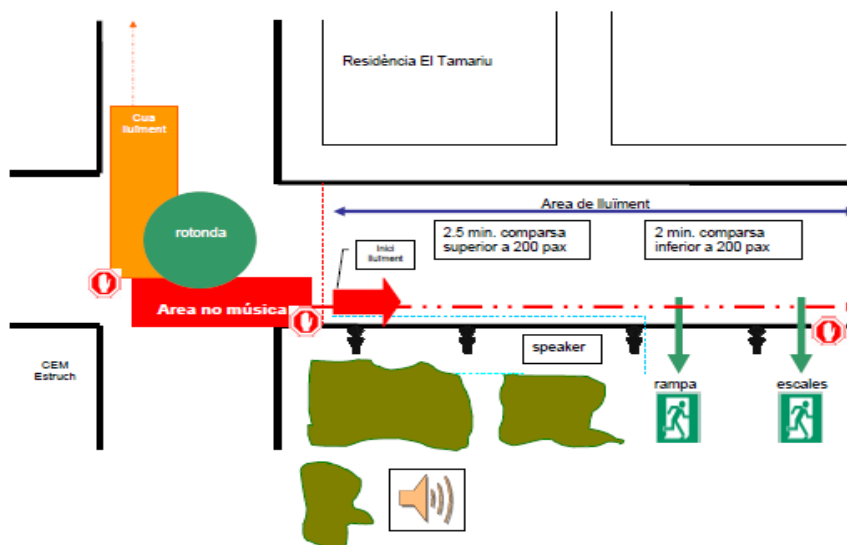 Residència El Tamariu
Cua
lluïment
Area de lluïment
rotonda
2.5 min. comparsa
superior a 200 pax
2 min. comparsa
inferior a 200 pax
Inici
lluïment
Area no música
speaker
CEM
Estruch
rampa
escales